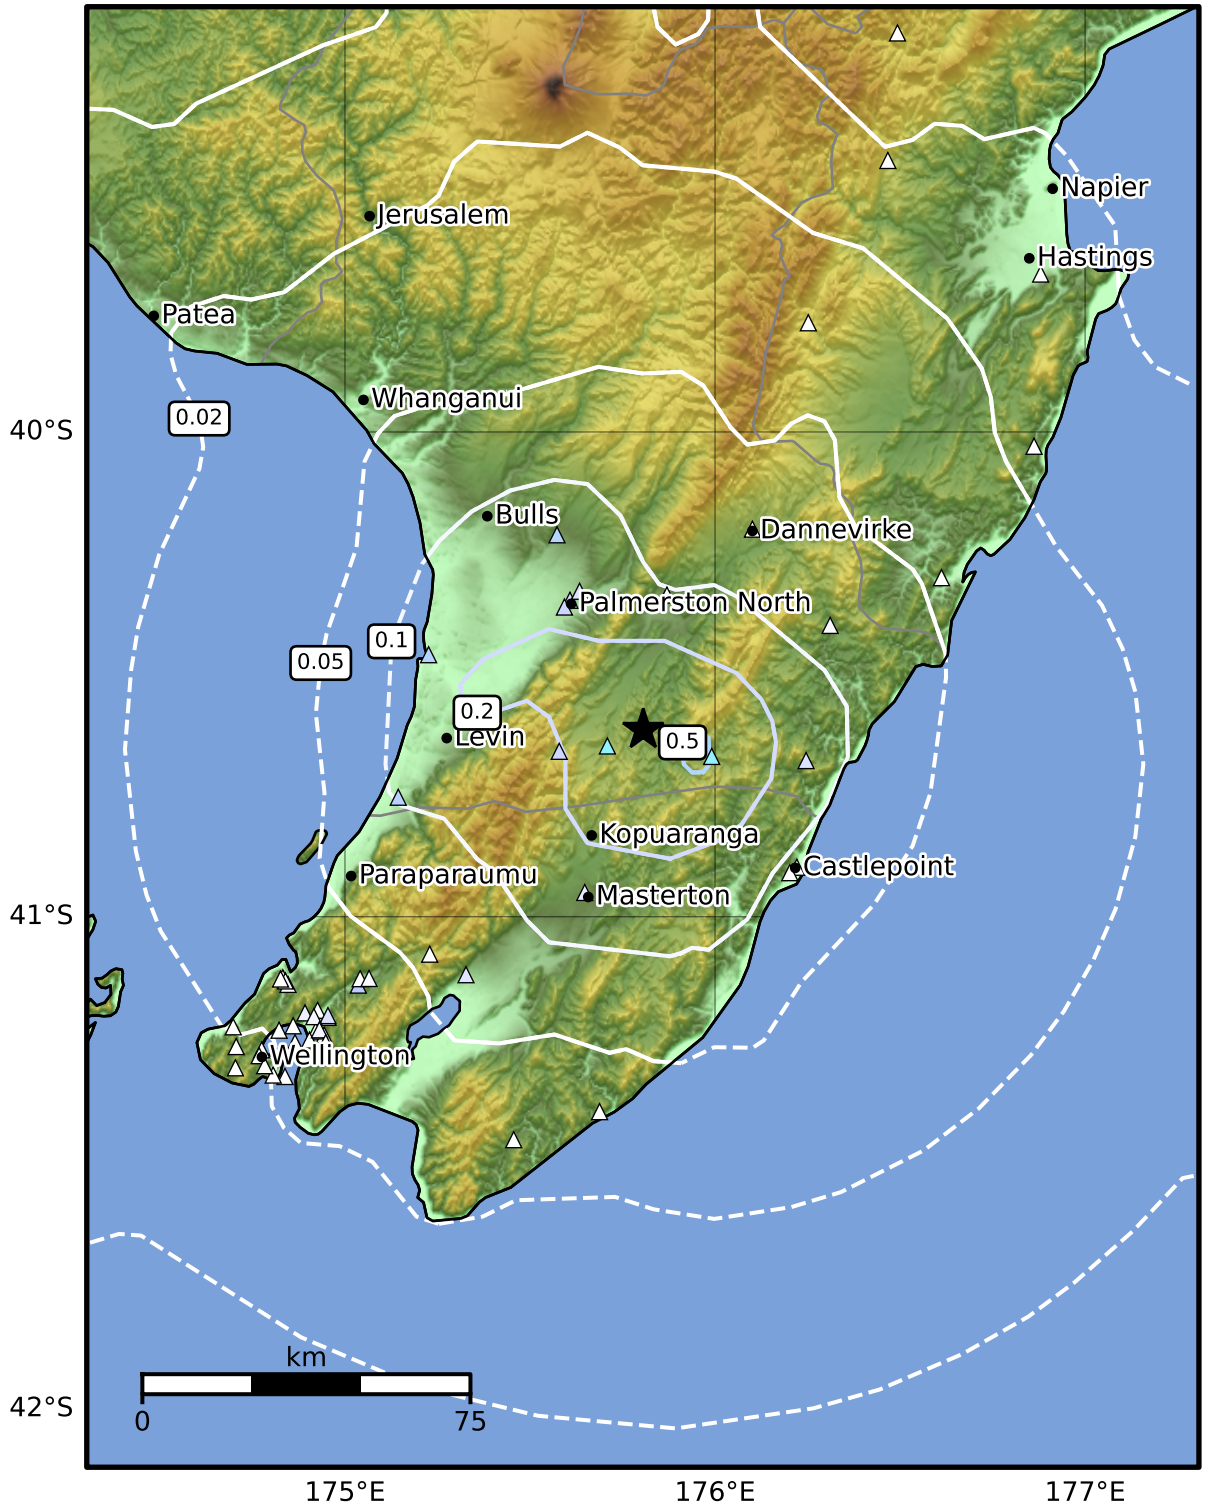 Napier
Jerusalem
Hastings
Patea
Whanganui
0.02
40°S
Bulls
Dannevirke
Palmerston North
0.1
0.05
0.2
Levin
0.5
Kopuaranga
Castlepoint
Paraparaumu
Masterton
41°S
Wellington
km
0
75
42°S
175°E
176°E
177°E